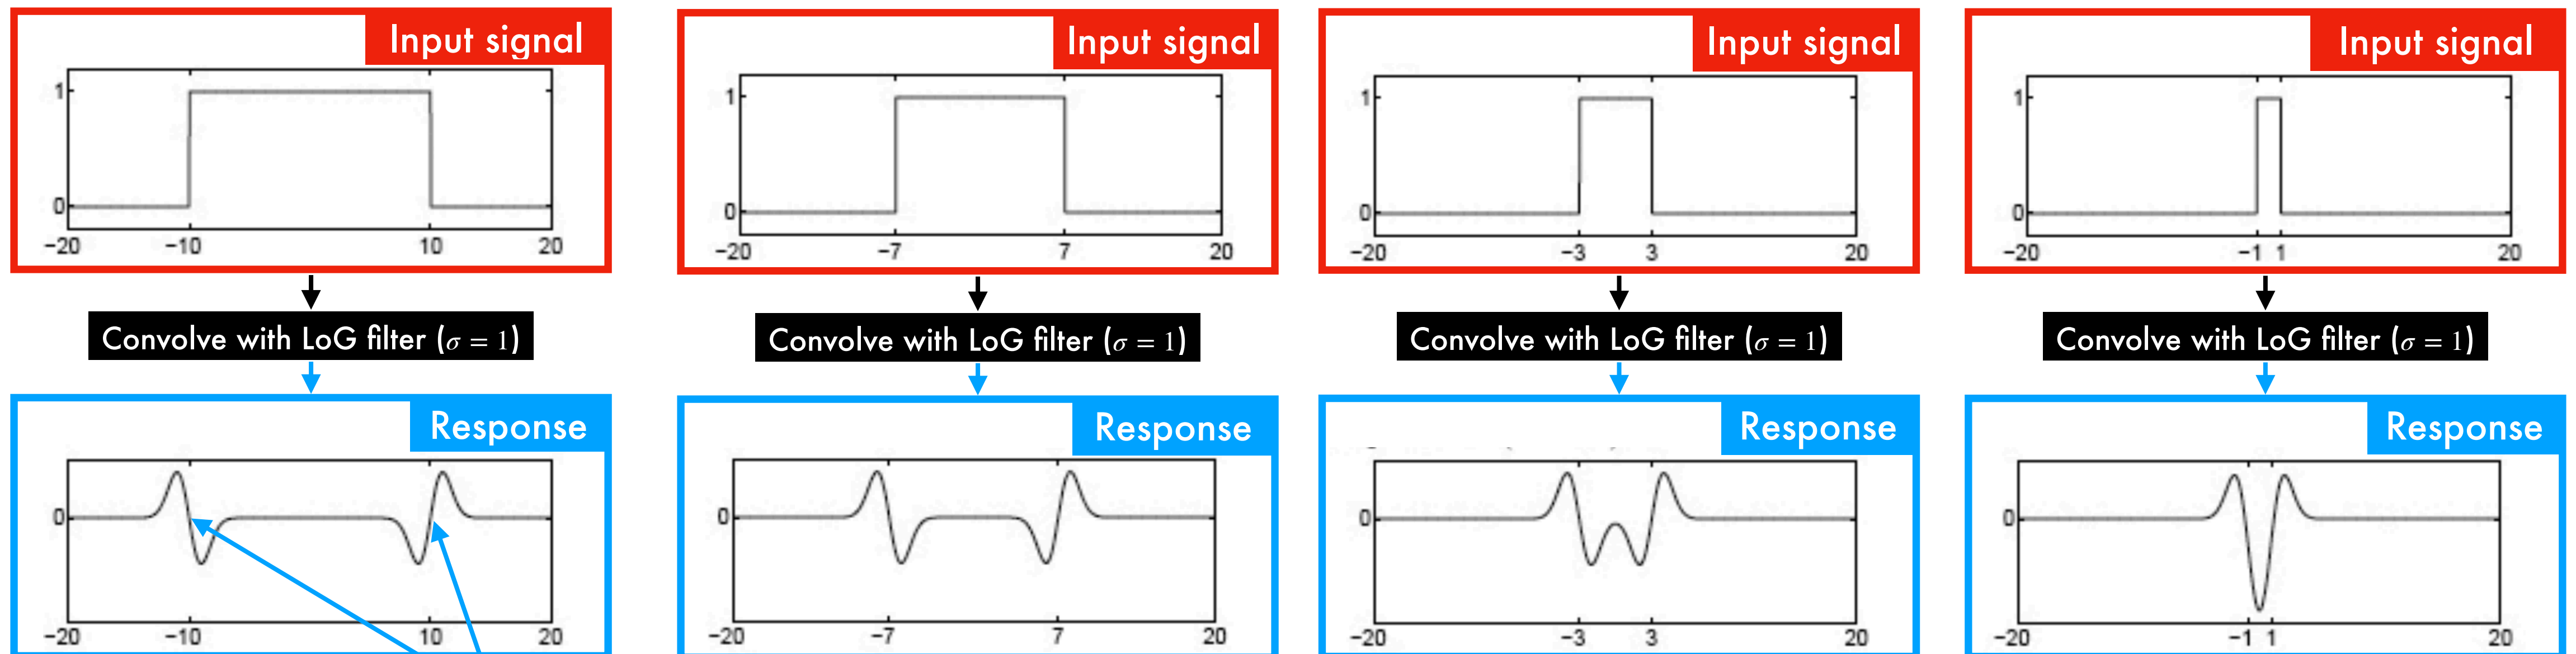 Input signal
1
0
−20 −10 10 20
Convolve with LoG filter (σ = 1)
Response
0
−20 −10 10 20
Input signal
1
0
−20 −7 7 20
Convolve with LoG filter (σ = 1)
Response
0
−20 −7 7 20
Input signal
1
0
−20 −3 3 20
Convolve with LoG filter (σ = 1)
Response
0
−20 −3 3 20
Input signal
1
0
−20 −1 1 20
Convolve with LoG filter (σ = 1)
Response
0
−20 −1 1 20